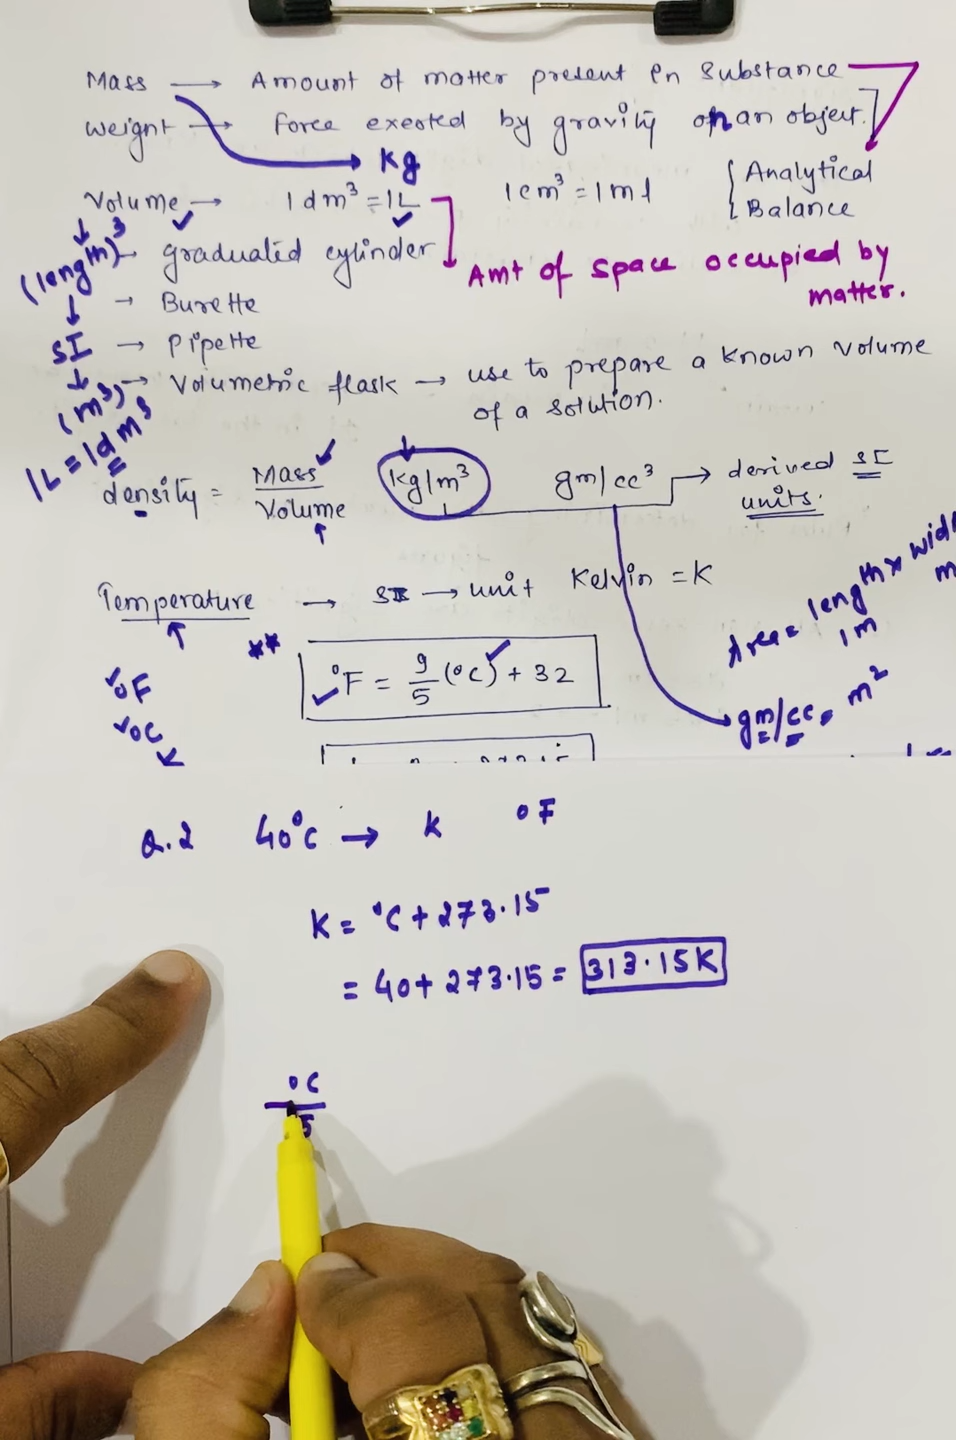 Mass → Amount of matter present in Substance
Weight → force exerted by gravity on an object.
Kg
Volume → 1dm³ = 1L 1cm³ = 1ml
Analytical
Balance
(length)³
→ graduated cylinder
Amt of space occupied by
matter.
→ Burette
SI → Pipette
(m³)
→ Volumetric flask → use to prepare a known volume
of a solution.
1L = 1dm³
density = Mass / Volume kg/m³ gm/cc³ → derived SI
units.
Temperature → SI → unit Kelvin = K
Area = length × wid
1m m
** °F = 9/5 (°C) + 32
°F
°C
K
gm/cc, m²
Q.2 40°C → K °F
K = °C + 273.15
= 40 + 273.15 = 313.15K
°C
5